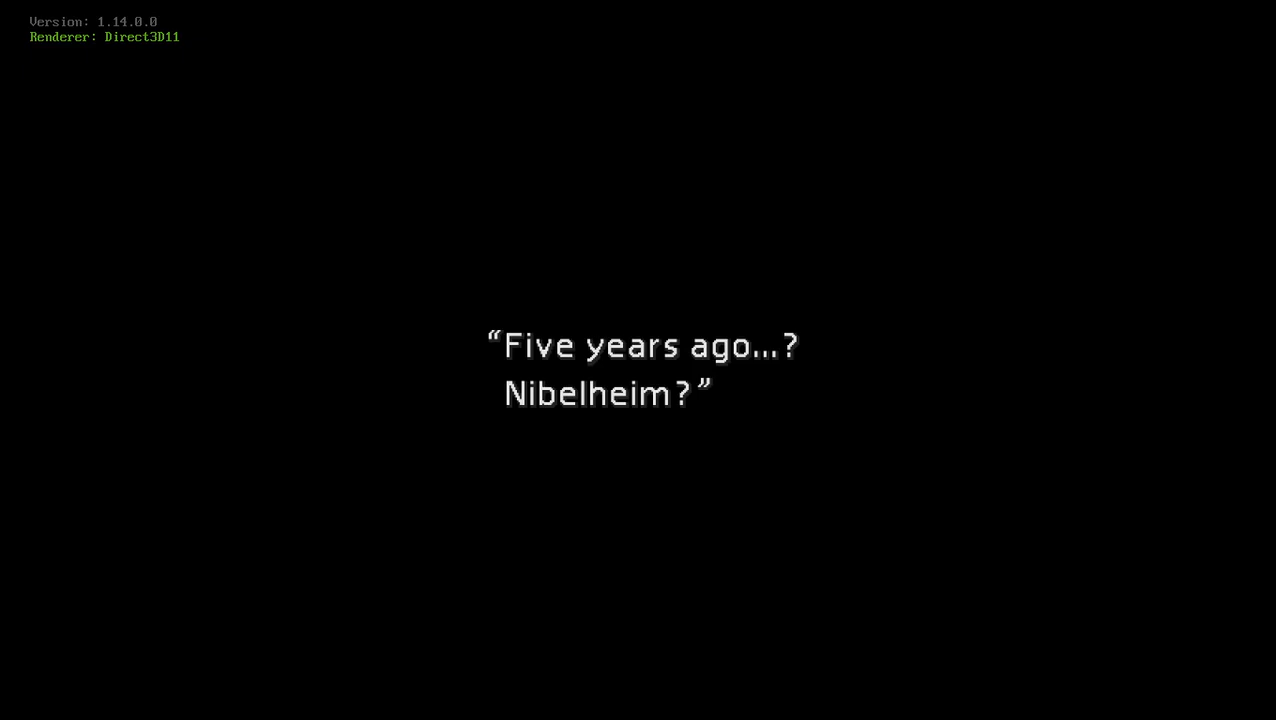 Version: 1.14.0.0
Renderer: Direct3D11
“Five years ago...?
Nibelheim?”